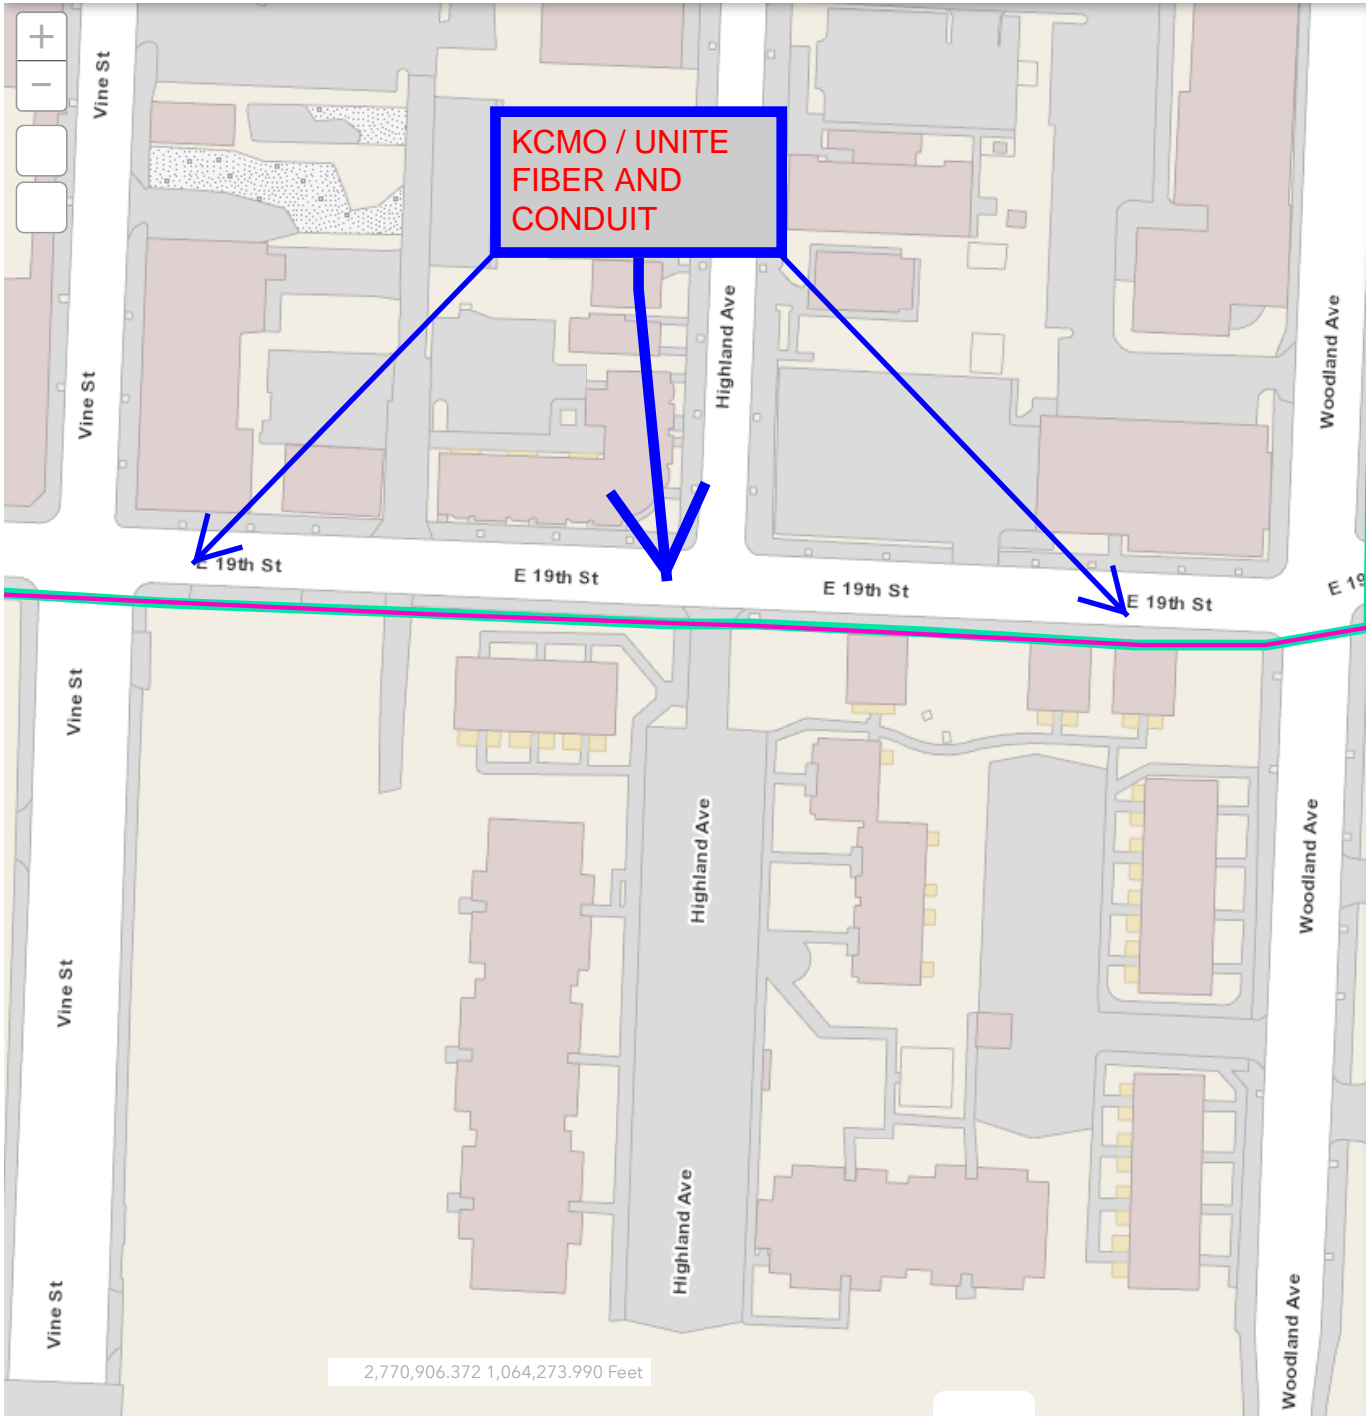 +
−
Vine St
KCMO / UNITE
FIBER AND
CONDUIT
Highland Ave
Woodland Ave
Vine St
E 19th St
E 19th St
E 19th St
E 19th St
E 19
Vine St
Highland Ave
Woodland Ave
Vine St
Highland Ave
Vine St
Woodland Ave
2,770,906.372 1,064,273.990 Feet